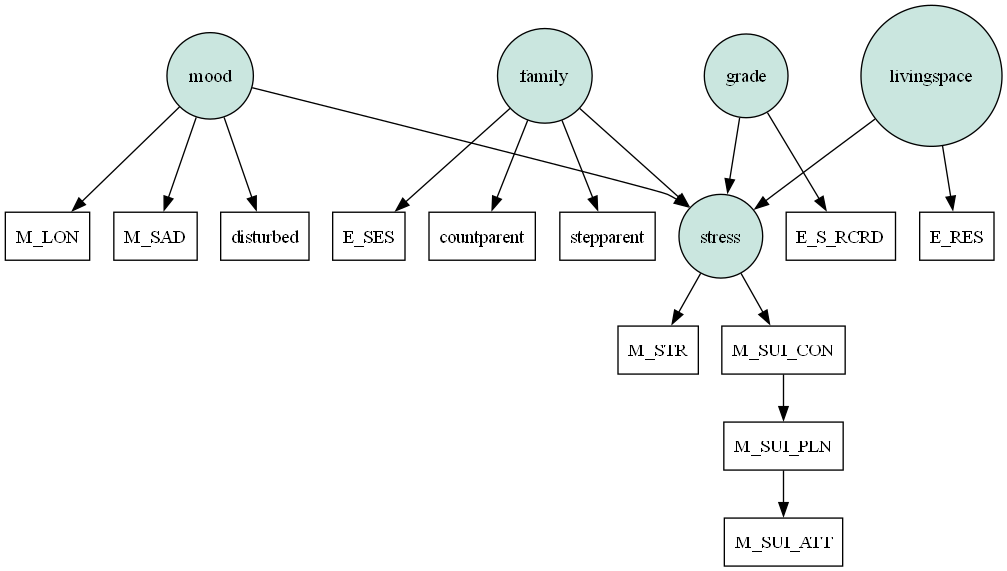 mood
family
grade
livingspace
M_LON
M_SAD
disturbed
E_SES
countparent
stepparent
stress
E_S_RCRD
E_RES
M_STR
M_SUI_CON
M_SUI_PLN
M_SUI_ATT